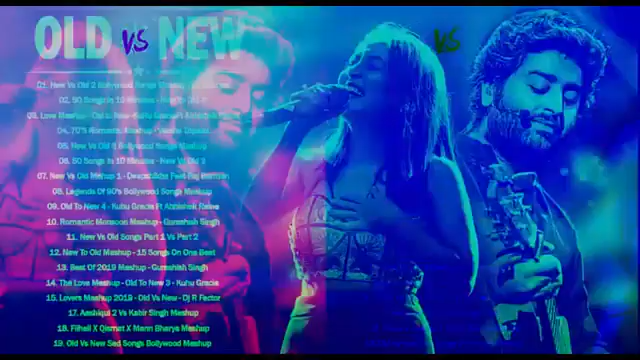 OLD VS NEW
VS
01. New Vs Old 2 Bollywood Songs
02. 50 Songs in 10 Minutes - New Vs Old
03. Love Mashup - Old to New- Kuhu Gracia Ft Abhishek
04. 70's Romantic Mashup -
05. New Vs Old 6 Bollywood Songs Mashup
06. 50 Songs In 10 Minutes - New Vs Old 2
07. New Vs Old Mashup 1 - Deepshikha Feat Raj Barman
08. Legends Of 90's Bollywood Songs Mashup
09. Old To New 4 - Kuhu Gracia Ft Abhishek Raina
10. Romantic Monsoon Mashup - Gurashish Singh
11. New Vs Old Songs Part 1 Vs Part 2
12. New To Old Mashup - 15 Songs On One Beat
13. Best Of 2019 Mashup - Gurashish Singh
14. The Love Mashup - Old To New 3 - Kuhu Gracia
15. Lovers Mashup 2019 - Old Vs New - Dj R Factor
17. Aashiqui 2 Vs Kabir Singh Mashup
18. Filhall X Qismat X Mann Bharya Mashup
19. Old Vs New Sad Songs Bollywood Mashup